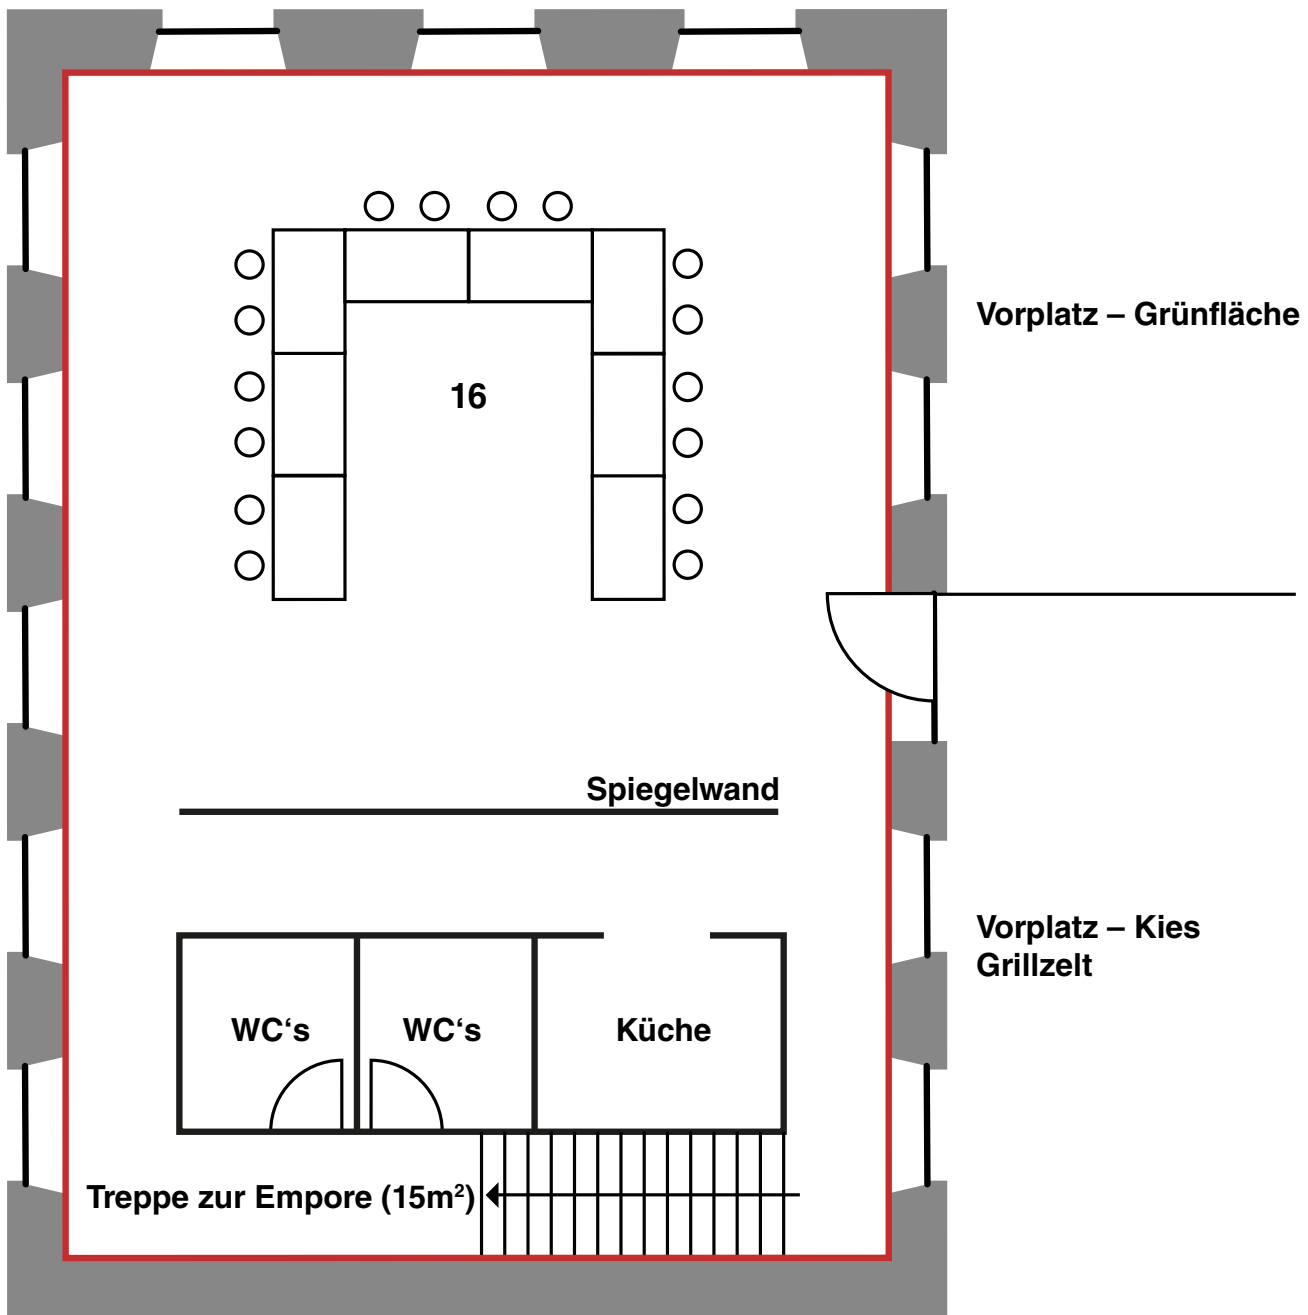 Vorplatz – Grünfläche
16
Spiegelwand
Vorplatz – Kies
Grillzelt
WC‘s
WC‘s
Küche
Treppe zur Empore (15m²)